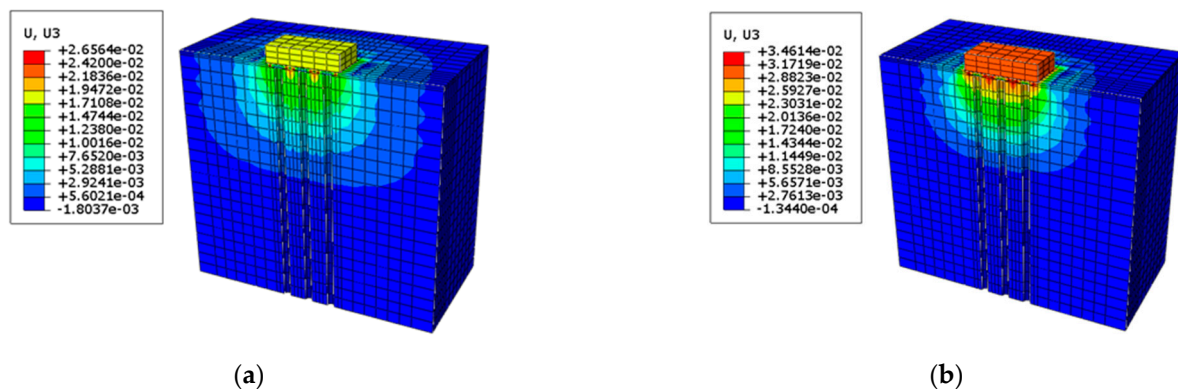 U, U3
+2.6564e-02
+2.4200e-02
+2.1836e-02
+1.9472e-02
+1.7108e-02
+1.4744e-02
+1.2380e-02
+1.0016e-02
+7.6520e-03
+5.2881e-03
+2.9241e-03
+5.6021e-04
-1.8037e-03
(a)
U, U3
+3.4614e-02
+3.1719e-02
+2.8823e-02
+2.5927e-02
+2.3031e-02
+2.0136e-02
+1.7240e-02
+1.4344e-02
+1.1449e-02
+8.5528e-03
+5.6571e-03
+2.7613e-03
-1.3440e-04
(b)